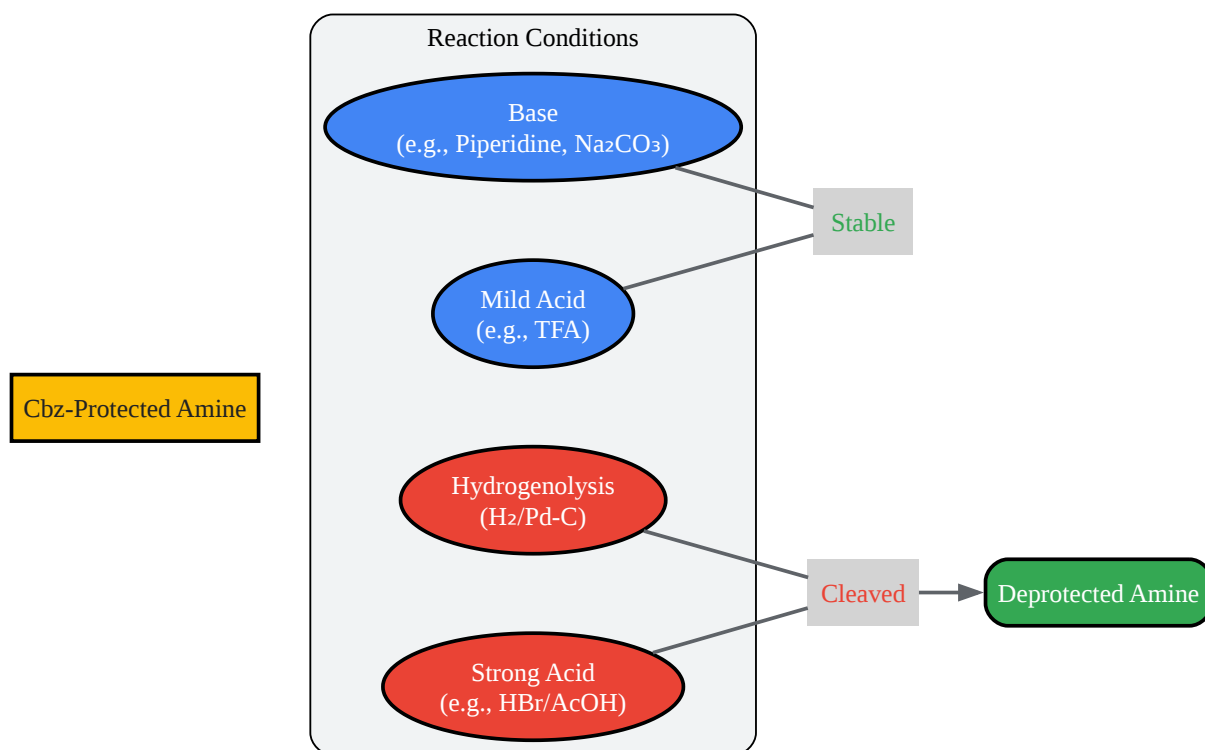 Reaction Conditions
Base
(e.g., Piperidine, Na₂CO₃)
Stable
Mild Acid
(e.g., TFA)
Cbz-Protected Amine
Hydrogenolysis
(H₂/Pd-C)
Cleaved
Deprotected Amine
Strong Acid
(e.g., HBr/AcOH)